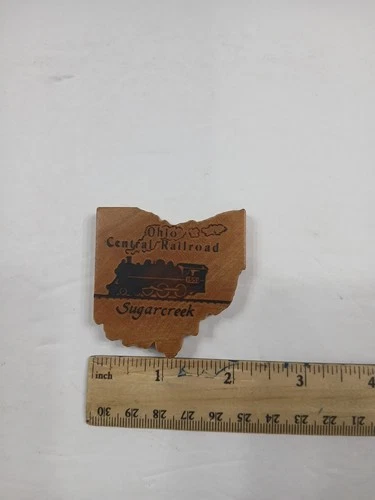 Ohio
Central Railroad
Sugarcreek
inch 1 2 3 4
30 29 28 27 26 25 24 23 22 21